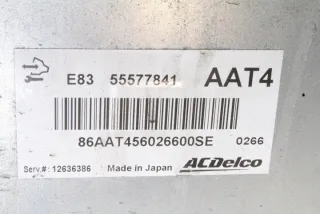 E83 55577841 AAT4
86AAT456026600SE 0266
Serv.#: 12636386 Made in Japan ACDelco